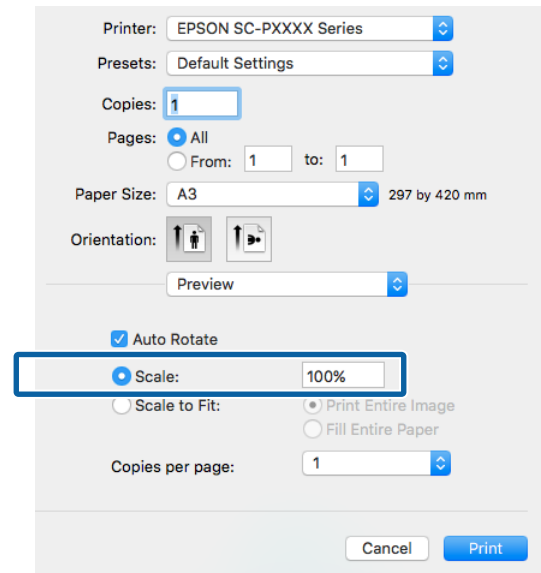 Printer: EPSON SC-PXXXX Series
Presets: Default Settings
Copies: 1
Pages: All
From: 1 to: 1
Paper Size: A3 297 by 420 mm
Orientation:
Preview
Auto Rotate
Scale: 100%
Scale to Fit: Print Entire Image
Fill Entire Paper
Copies per page: 1
Cancel Print